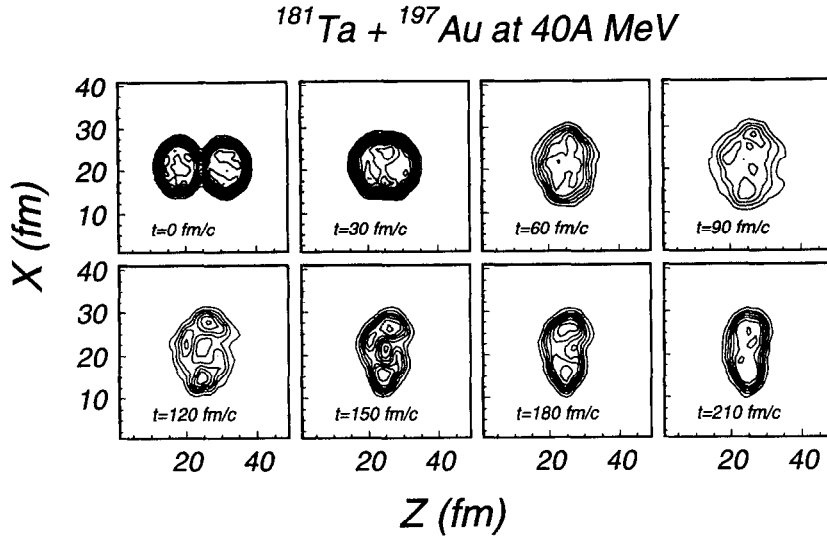 ¹⁸¹Ta + ¹⁹⁷Au at 40A MeV
40
30
20
10
t=0 fm/c
t=30 fm/c
t=60 fm/c
t=90 fm/c
X (fm)
40
30
20
10
t=120 fm/c
t=150 fm/c
t=180 fm/c
t=210 fm/c
20 40 20 40 20 40 20 40
Z (fm)